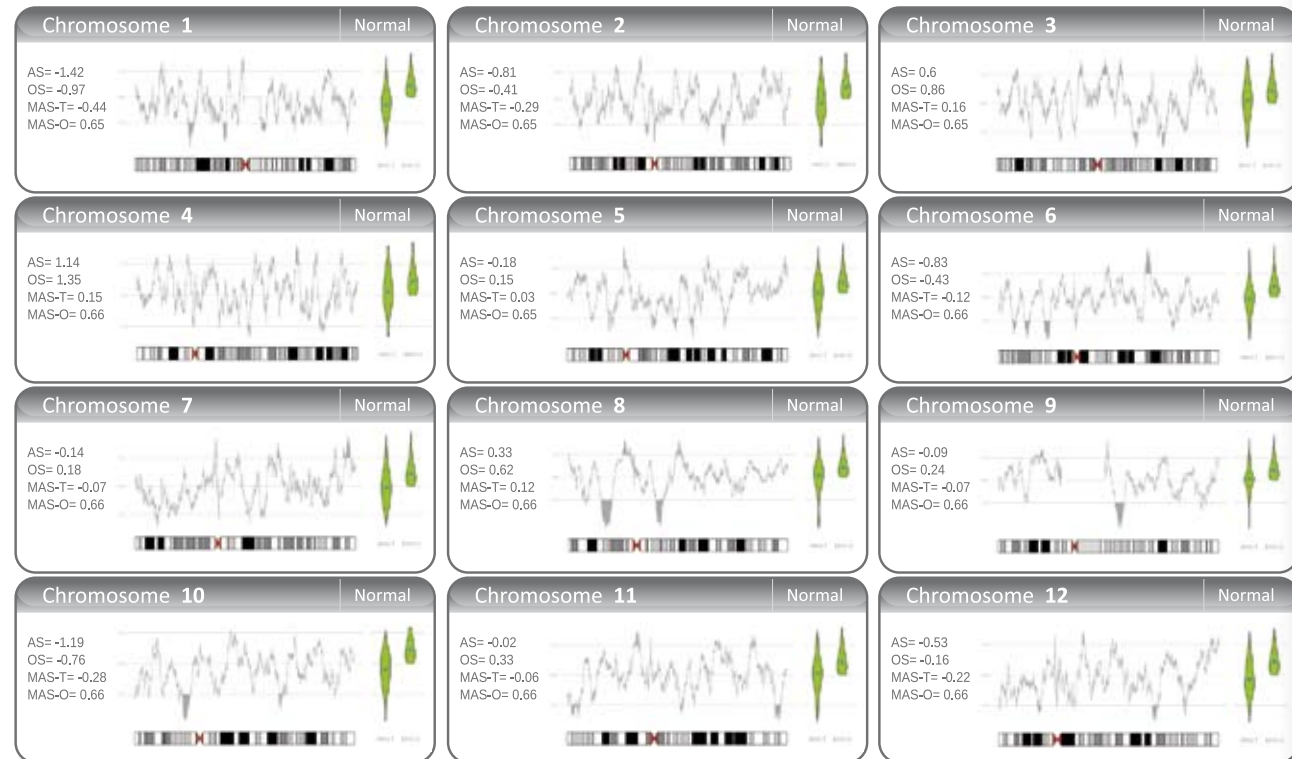 Chromosome 1 Normal
AS= -1.42
OS= -0.97
MAS-T= -0.44
MAS-O= 0.65
Chromosome 2 Normal
AS= -0.81
OS= -0.41
MAS-T= -0.29
MAS-O= 0.65
Chromosome 3 Normal
AS= 0.6
OS= 0.86
MAS-T= 0.16
MAS-O= 0.65
Chromosome 4 Normal
AS= 1.14
OS= 1.35
MAS-T= 0.15
MAS-O= 0.66
Chromosome 5 Normal
AS= -0.18
OS= 0.15
MAS-T= 0.03
MAS-O= 0.65
Chromosome 6 Normal
AS= -0.83
OS= -0.43
MAS-T= -0.12
MAS-O= 0.66
Chromosome 7 Normal
AS= -0.14
OS= 0.18
MAS-T= -0.07
MAS-O= 0.66
Chromosome 8 Normal
AS= 0.33
OS= 0.62
MAS-T= 0.12
MAS-O= 0.66
Chromosome 9 Normal
AS= -0.09
OS= 0.24
MAS-T= -0.07
MAS-O= 0.66
Chromosome 10 Normal
AS= -1.19
OS= -0.76
MAS-T= -0.28
MAS-O= 0.66
Chromosome 11 Normal
AS= -0.02
OS= 0.33
MAS-T= -0.06
MAS-O= 0.66
Chromosome 12 Normal
AS= -0.53
OS= -0.16
MAS-T= -0.22
MAS-O= 0.66